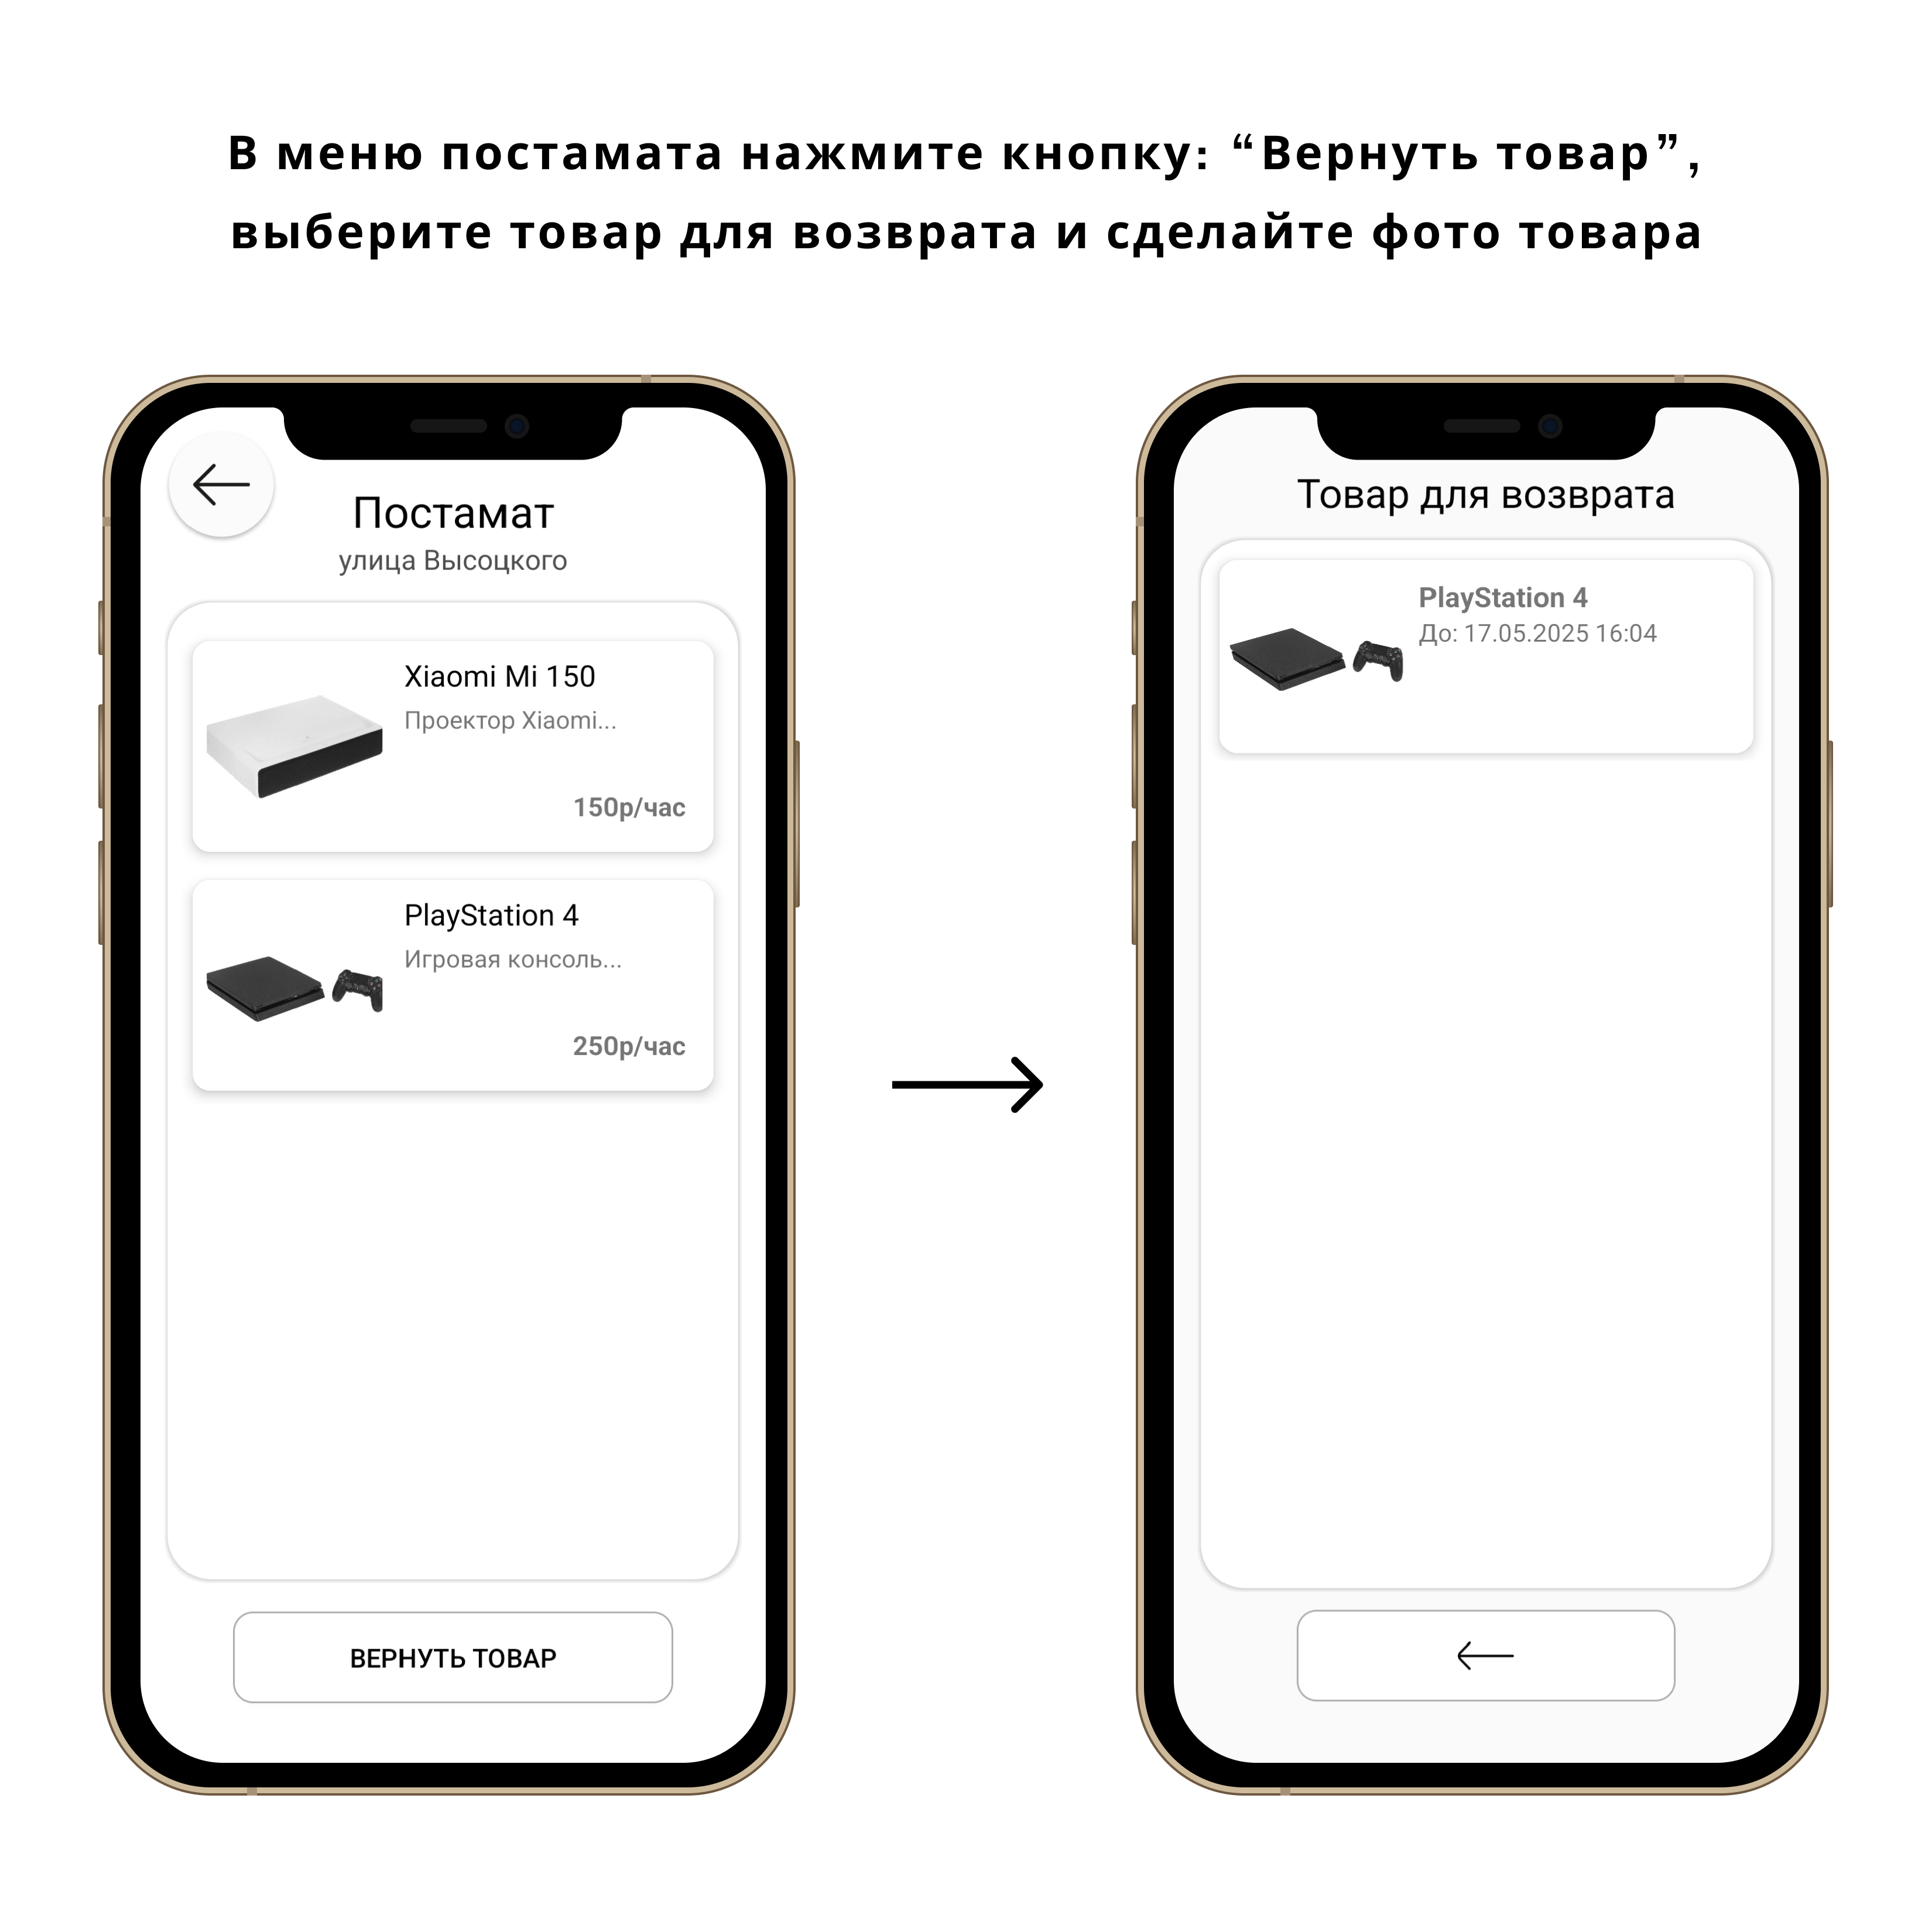 В меню постамата нажмите кнопку: “Вернуть товар”,
выберите товар для возврата и сделайте фото товара
Постамат
улица Высоцкого
Xiaomi Mi 150
Проектор Xiaomi...
150р/час
PlayStation 4
Игровая консоль...
250р/час
ВЕРНУТЬ ТОВАР
Товар для возврата
PlayStation 4
До: 17.05.2025 16:04